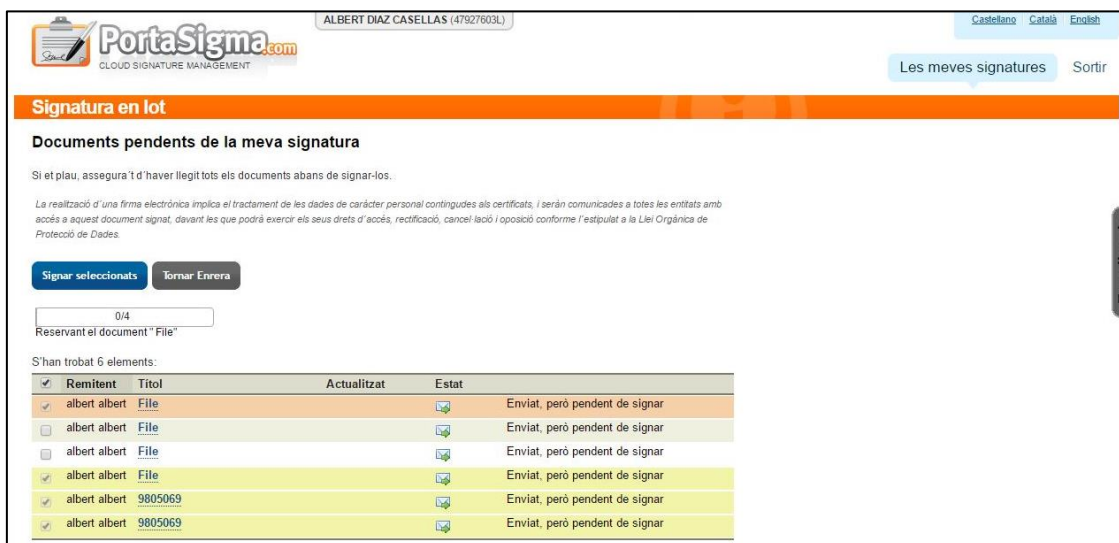 ALBERT DIAZ CASELLAS (47927603L)
Castellano Català English
PortaSigma.com
CLOUD SIGNATURE MANAGEMENT
Les meves signatures Sortir
Signatura en lot
Documents pendents de la meva signatura
Si et plau, assegura´t d´haver llegit tots els documents abans de signar-los.
La realització d´una firma electrònica implica el tractament de les dades de caràcter personal contingudes als certificats, i seràn comunicades a totes les entitats amb
accés a aquest document signat, davant les que podrà exercir els seus drets d´accés, rectificació, cancel·lació i oposició conforme l´estipulat a la Llei Orgànica de
Protecció de Dades.
Signar seleccionats Tornar Enrera
0/4
Reservant el document " File"
S'han trobat 6 elements:
Remitent Títol Actualitzat Estat
albert albert File Enviat, però pendent de signar
albert albert File Enviat, però pendent de signar
albert albert File Enviat, però pendent de signar
albert albert File Enviat, però pendent de signar
albert albert 9805069 Enviat, però pendent de signar
albert albert 9805069 Enviat, però pendent de signar